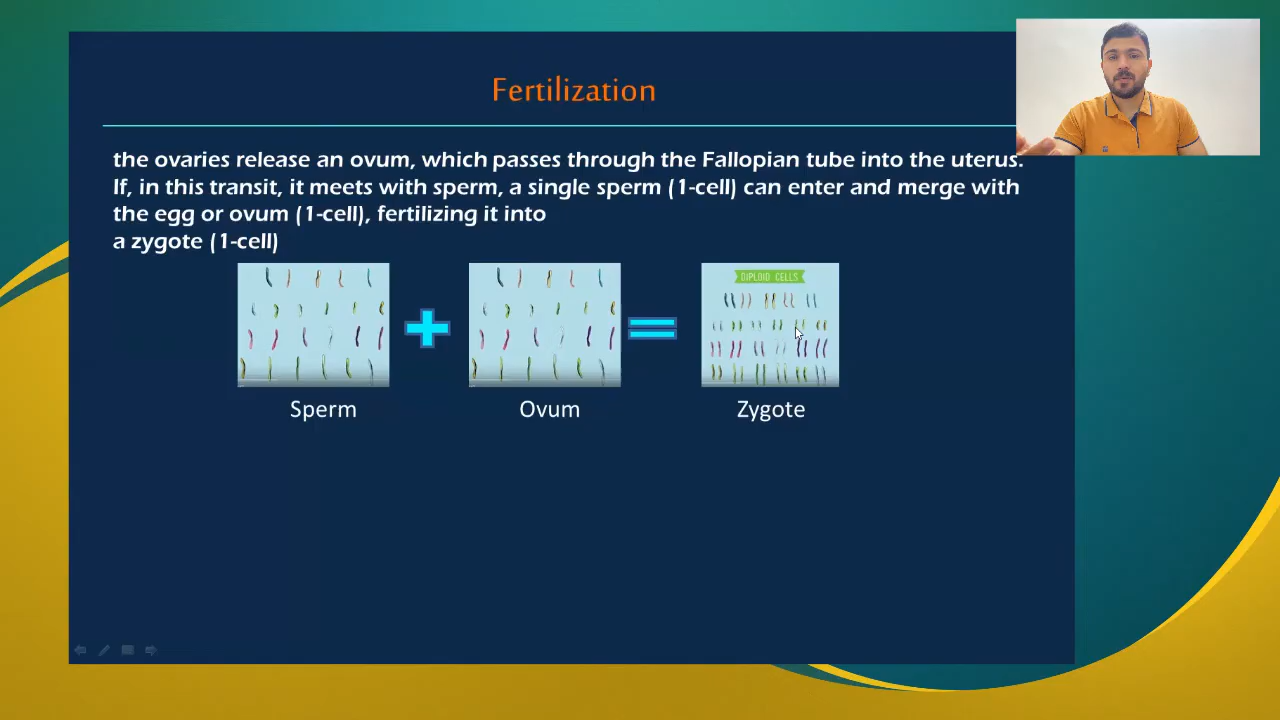 Fertilization
the ovaries release an ovum, which passes through the Fallopian tube into the uterus.
If, in this transit, it meets with sperm, a single sperm (1-cell) can enter and merge with
the egg or ovum (1-cell), fertilizing it into
a zygote (1-cell)
DIPLOID CELLS
Sperm
Ovum
Zygote